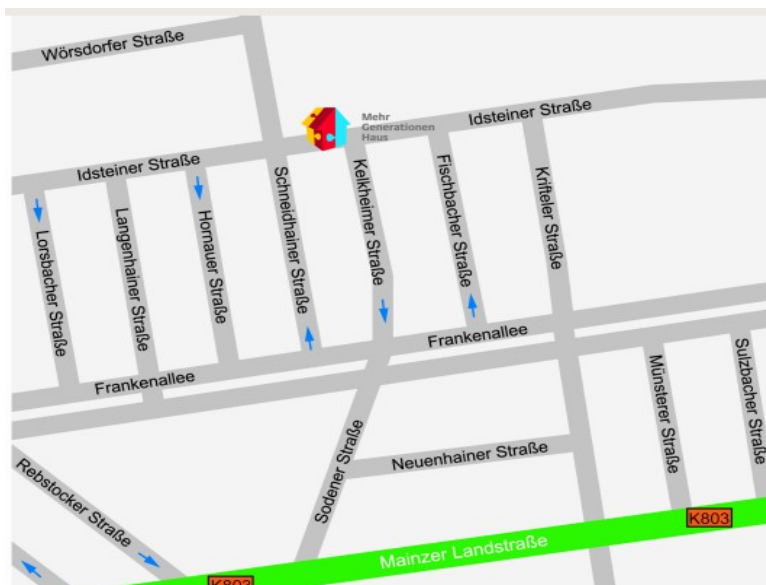 Wörsdorfer Straße
Mehr
Generationen
Haus
Idsteiner Straße
Idsteiner Straße
Lorsbacher Straße
Langenhainer Straße
Hornauer Straße
Schneidhainer Straße
Kelkheimer Straße
Fischbacher Straße
Krifteler Straße
Frankenallee
Frankenallee
Münsterer Straße
Sulzbacher Straße
Sodener Straße
Neuenhainer Straße
Rebstocker Straße
K803
Mainzer Landstraße
K803